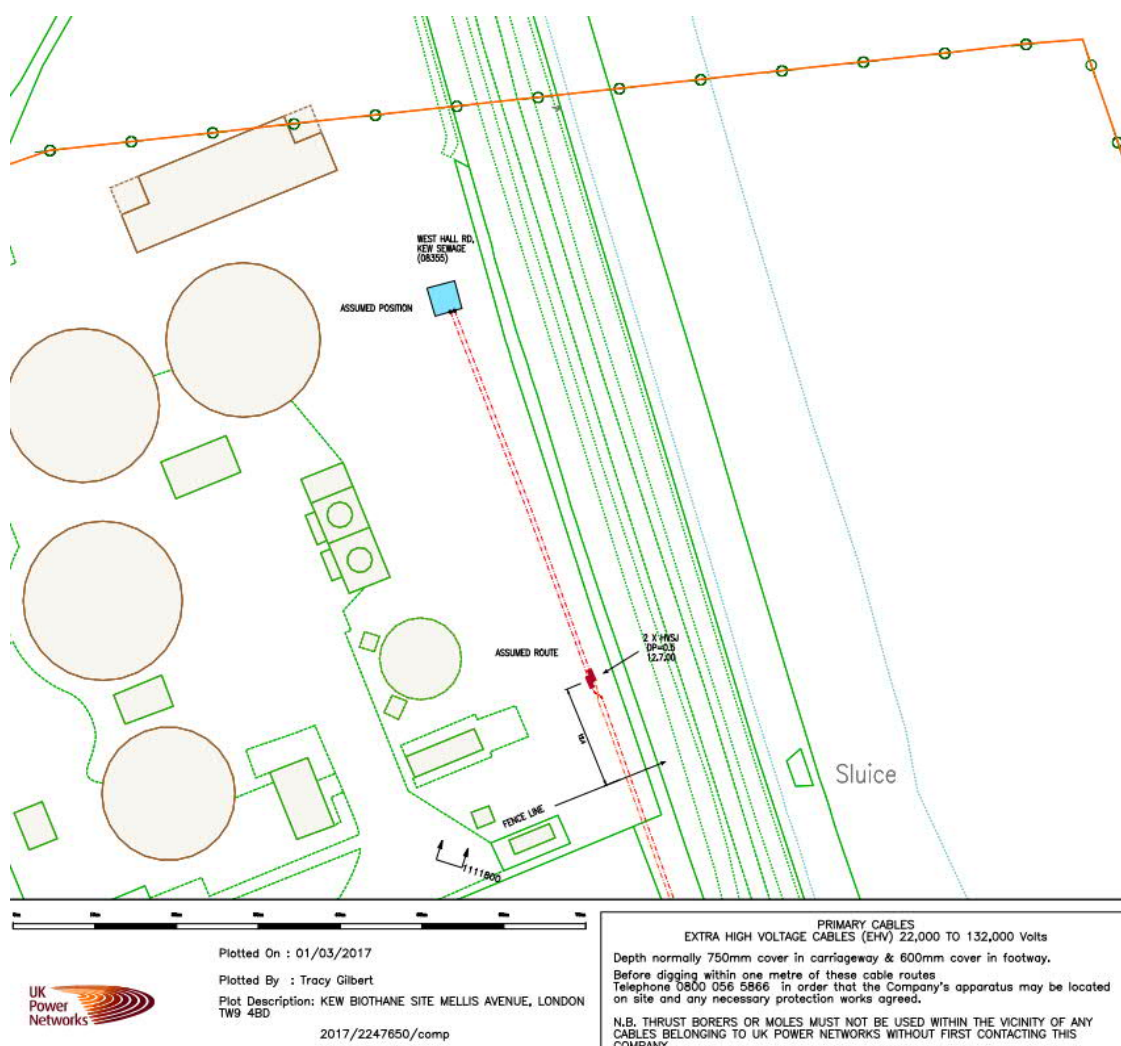 WEST HALL RD,
KEW SEWAGE
(08355)
ASSUMED POSITION
2 X HVSJ
DP=0.5
12.7.00
ASSUMED ROUTE
Sluice
FENCE LINE
1111B00
Plotted On : 01/03/2017
Plotted By : Tracy Gilbert
Plot Description: KEW BIOTHANE SITE MELLIS AVENUE, LONDON
TW9 4BD
2017/2247650/comp
UK
Power
Networks
PRIMARY CABLES
EXTRA HIGH VOLTAGE CABLES (EHV) 22,000 TO 132,000 Volts
Depth normally 750mm cover in carriageway & 600mm cover in footway.
Before digging within one metre of these cable routes
Telephone 0800 056 5866 in order that the Company's apparatus may be located
on site and any necessary protection works agreed.
N.B. THRUST BORERS OR MOLES MUST NOT BE USED WITHIN THE VICINITY OF ANY
CABLES BELONGING TO UK POWER NETWORKS WITHOUT FIRST CONTACTING THIS
COMPANY